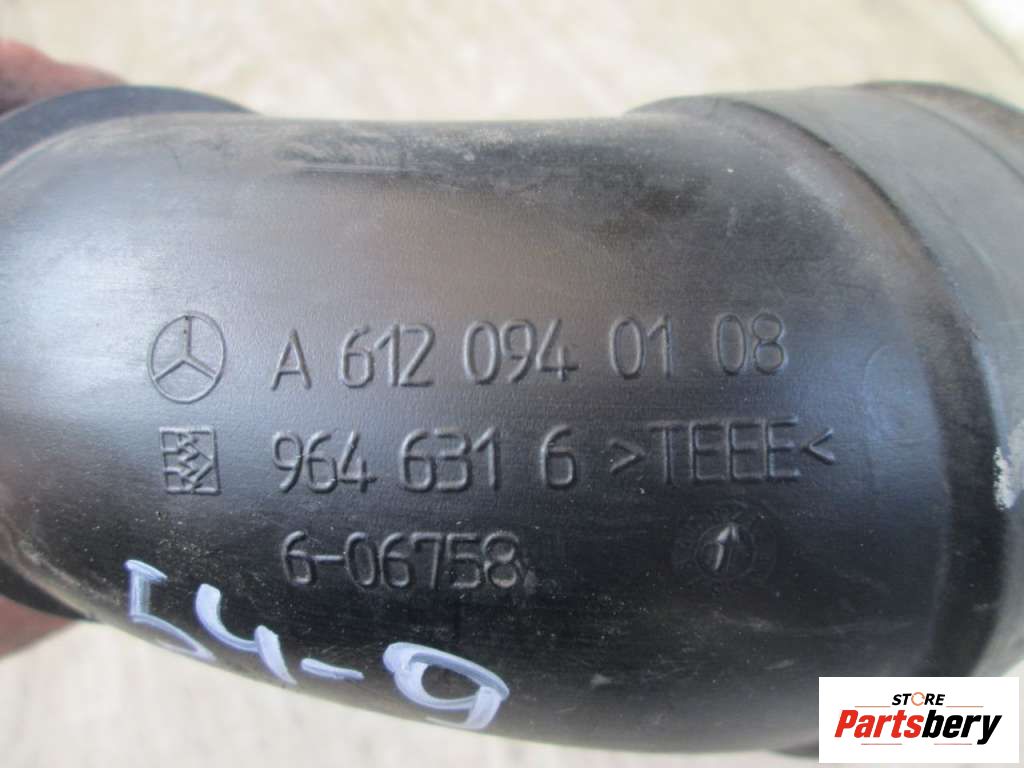 A 612 094 01 08
964 631 6 >TEEE<
6-06758
54-9
STORE
Partsbery